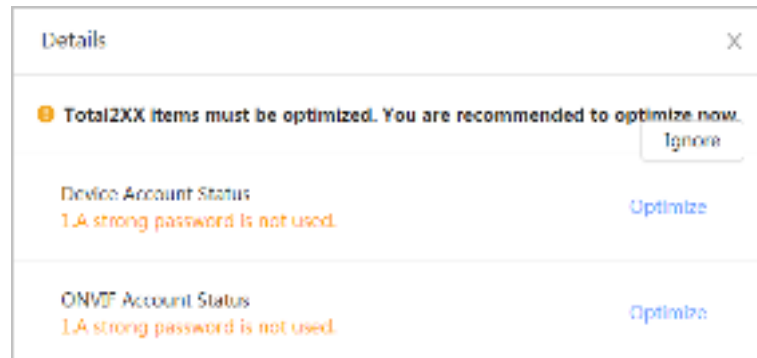 Details
X
Total2XX items must be optimized. You are recommended to optimize now.
Ignore
Device Account Status
1.A strong password is not used.
Optimize
ONVIF Account Status
1.A strong password is not used.
Optimize